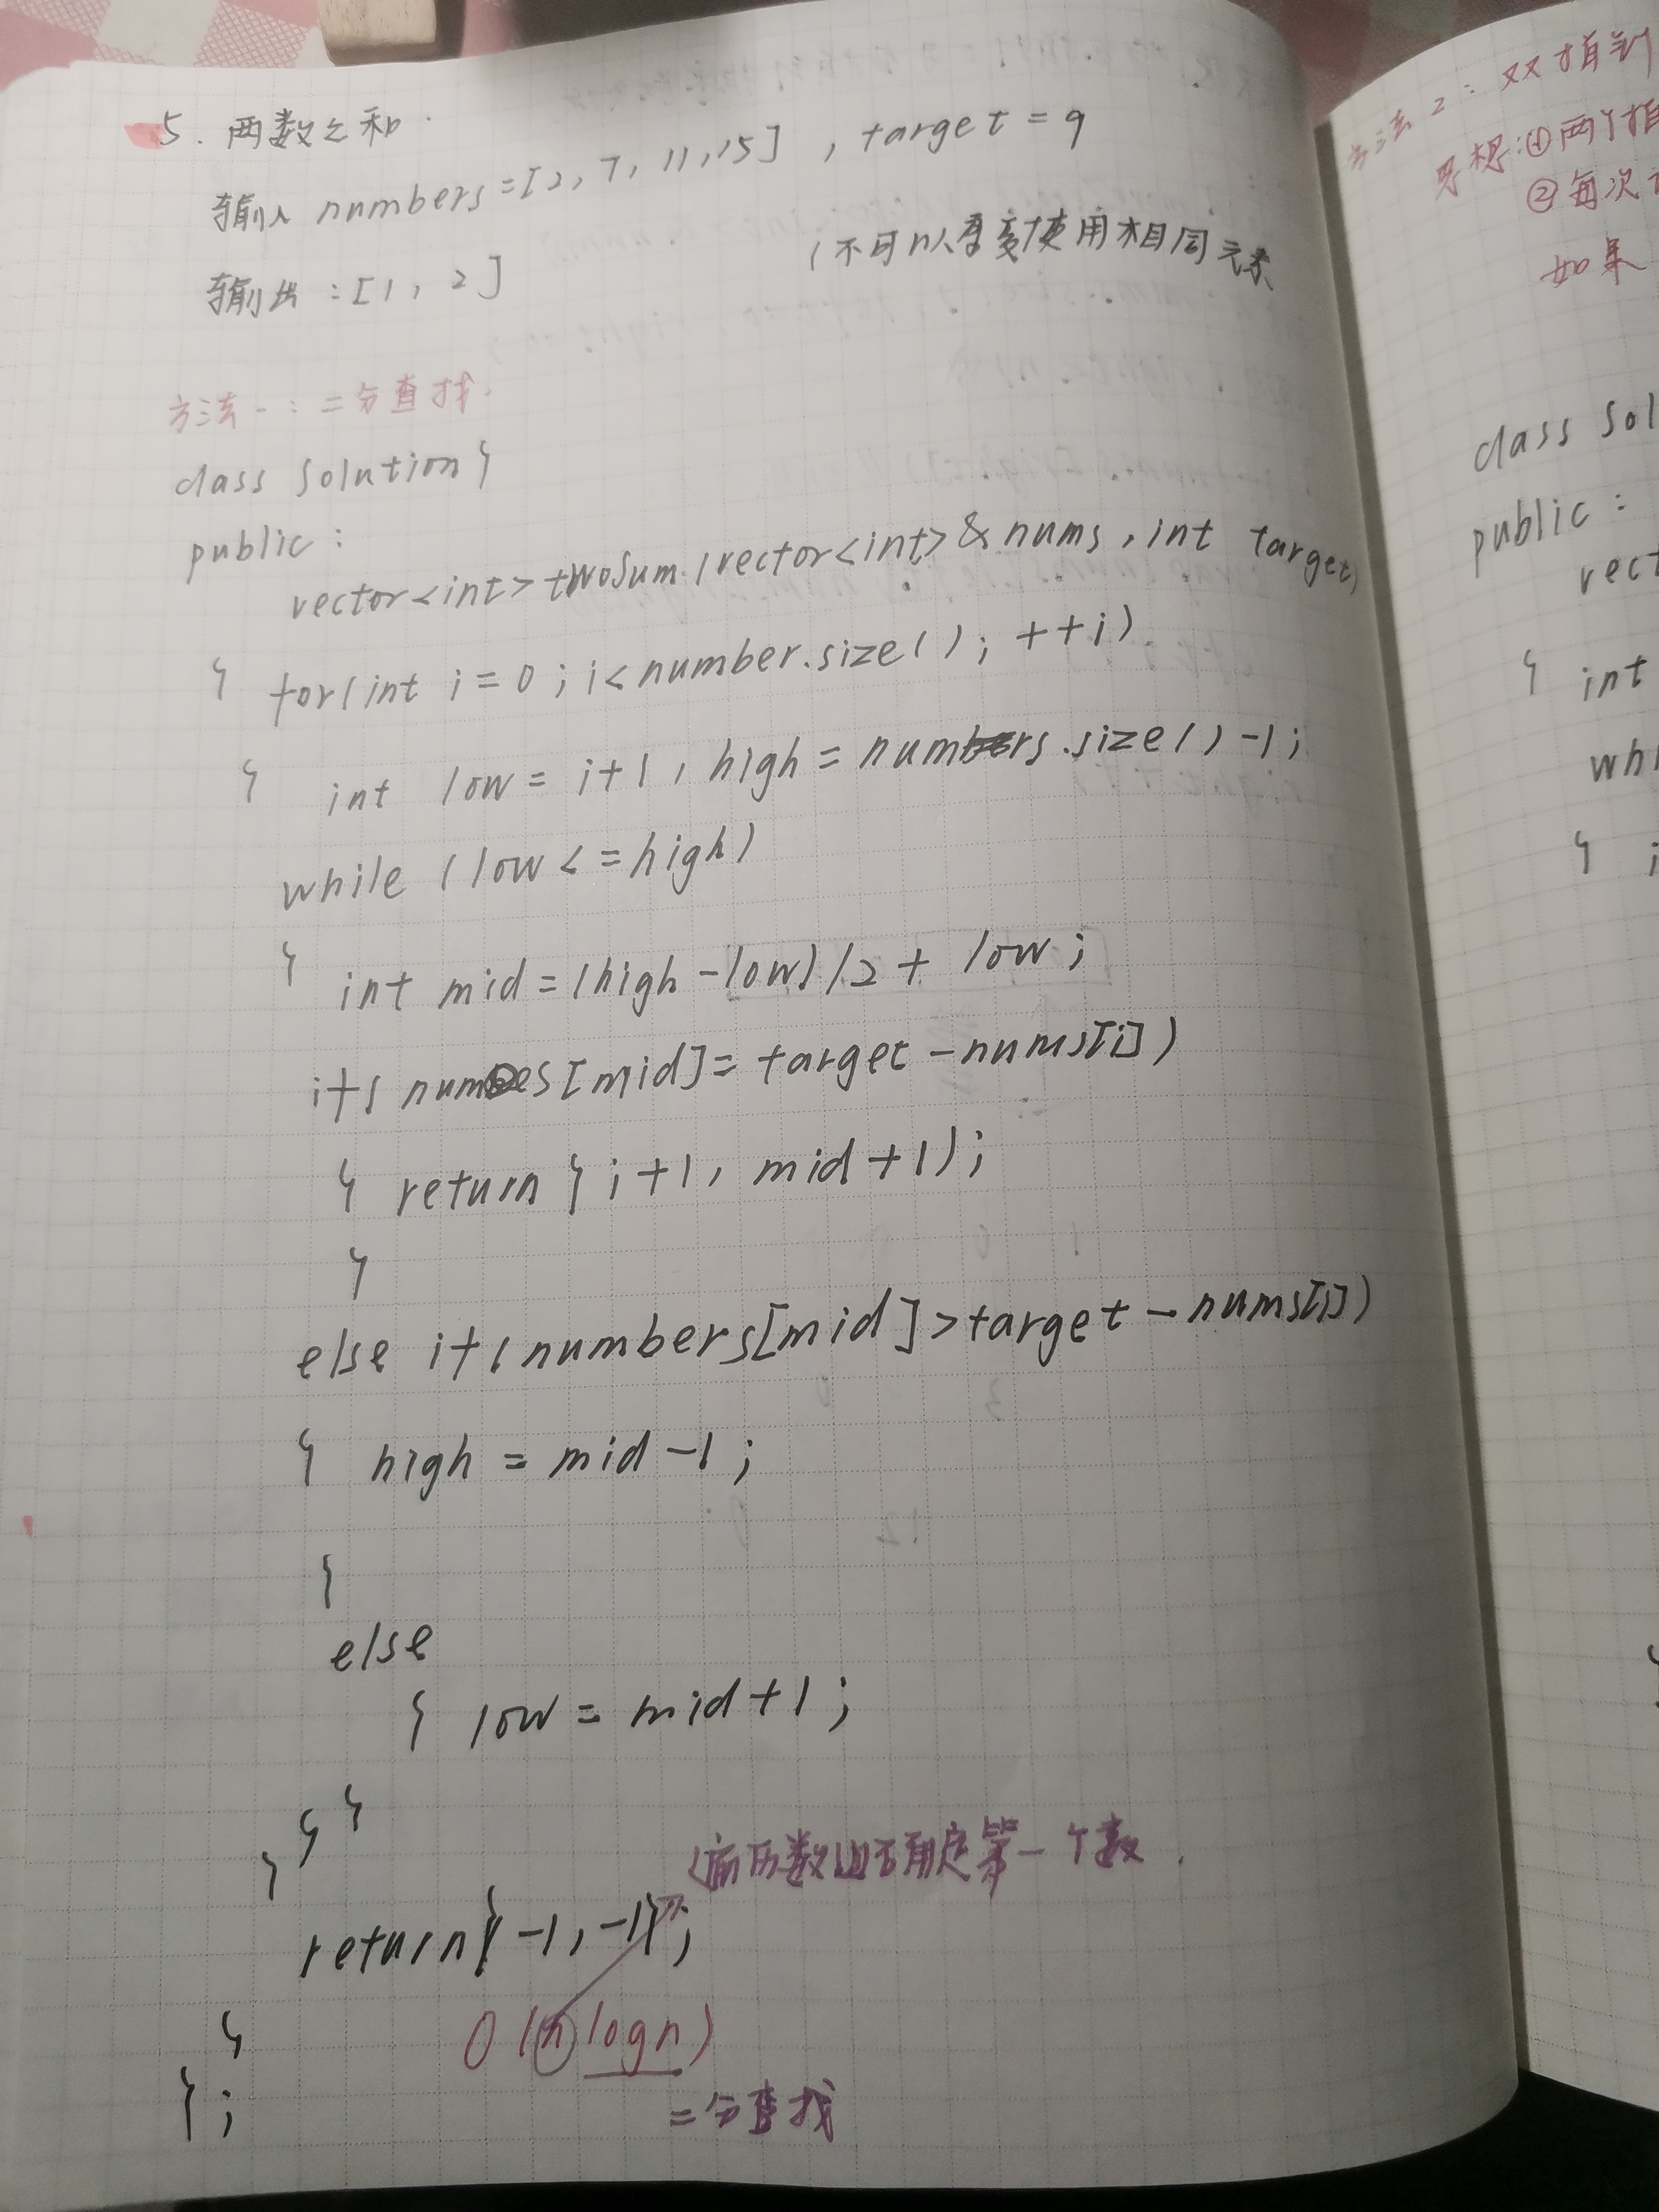 5. 两数之和.
输入 numbers=[2, 7, 11, 15] , target = 9
输出 : [1, 2]
(不可以重复使用相同元素
方法一 : 二分查找.
class Solution{
public :
vector<int> twoSum(vector<int>& nums , int target)
{ for(int i = 0 ; i < number.size() ; ++i)
{ int low = i+1 , high = numbers.size()-1 ;
while ( low <= high)
{ int mid = (high - low) /2 + low ;
if( [mid] = target - nums[i])
{ return { i+1 , mid+1) ;
}
else if( numbers[mid] > target - nums[i])
{ high = mid -1 ;
}
else
{ low = mid+1 ;
} }
}
遍历数组确定第一个数 .
return{ -1 , -1} ;
O (n logn)
二分查找
}
} ;
方法 2 : 双指针
思想: ① 两个指
② 每次
如果
class Sol
public :
vect
{ int
whi
{ i